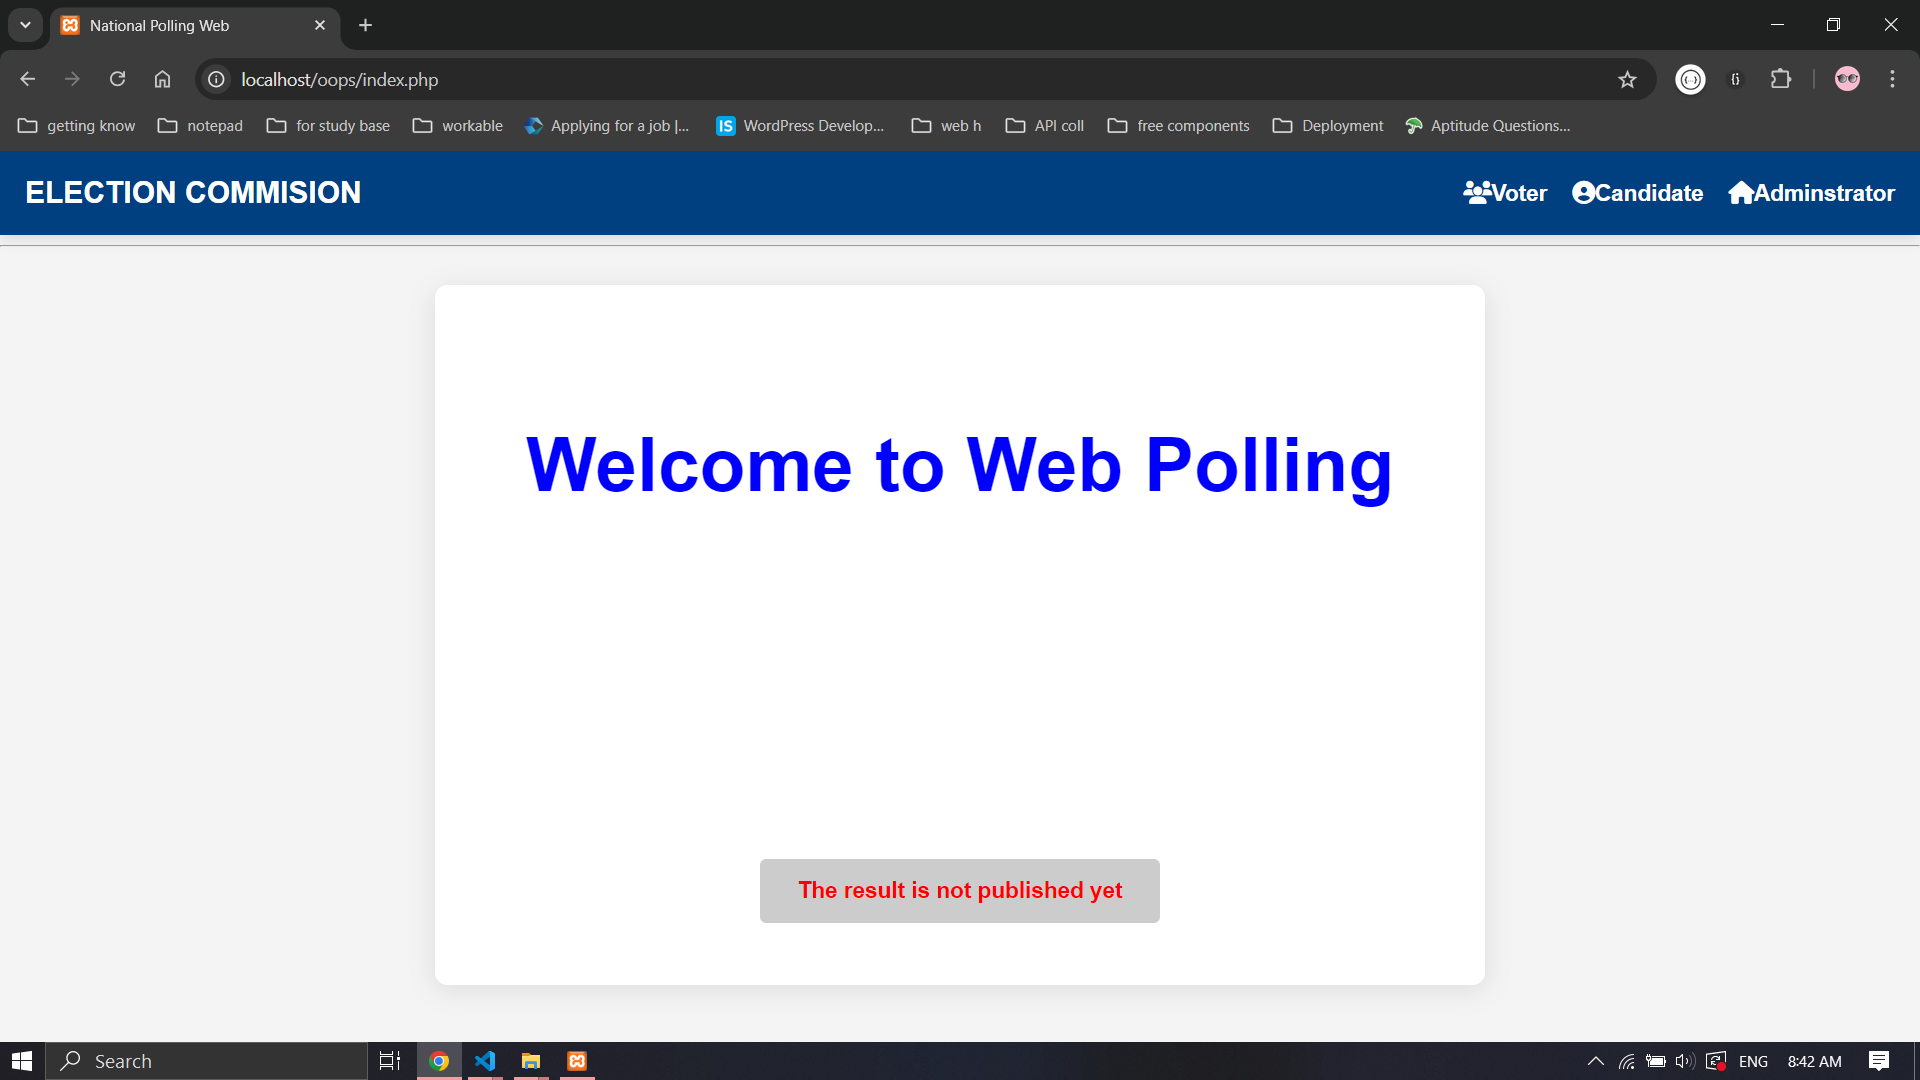 National Polling Web
localhost/oops/index.php
getting know notepad for study base workable Applying for a job |... IS WordPress Develop... web h API coll free components Deployment Aptitude Questions...
ELECTION COMMISION Voter Candidate Adminstrator
Welcome to Web Polling
The result is not published yet
Search ENG 8:42 AM